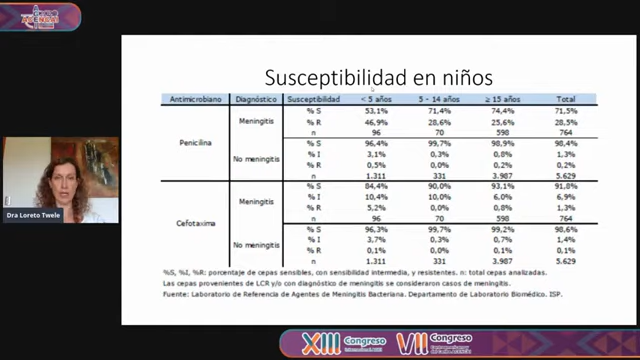 Susceptibilidad en niños
Antimicrobiano Diagnóstico Susceptibilidad < 5 años 5 - 14 años ≥ 15 años Total
Penicilina Meningitis % S 53,1% 71,4% 74,4% 71,5%
% R 46,9% 28,6% 25,6% 28,5%
n 96 70 598 764
No meningitis % S 96,4% 99,7% 98,9% 98,4%
% I 3,1% 0,3% 0,8% 1,3%
% R 0,5% 0,0% 0,2% 0,2%
n 1.311 331 3.987 5.629
Cefotaxima Meningitis % S 84,4% 90,0% 93,1% 91,8%
% I 10,4% 10,0% 6,0% 6,9%
% R 5,2% 0,0% 0,8% 1,3%
n 96 70 598 764
No meningitis % S 96,3% 99,7% 99,2% 98,6%
% I 3,7% 0,3% 0,7% 1,4%
% R 0,1% 0,0% 0,1% 0,1%
n 1.311 331 3.987 5.629
%S, %I, %R: porcentaje de cepas sensibles, con sensibilidad intermedia, y resistentes. n: total cepas analizadas.
Las cepas provenientes de LCR y/o con diagnóstico de meningitis se consideraron casos de meningitis.
Fuente: Laboratorio de Referencia de Agentes de Meningitis Bacteriana. Departamento de Laboratorio Biomédico. ISP.
Dra Loreto Twele
XIII Congreso
VII Congreso